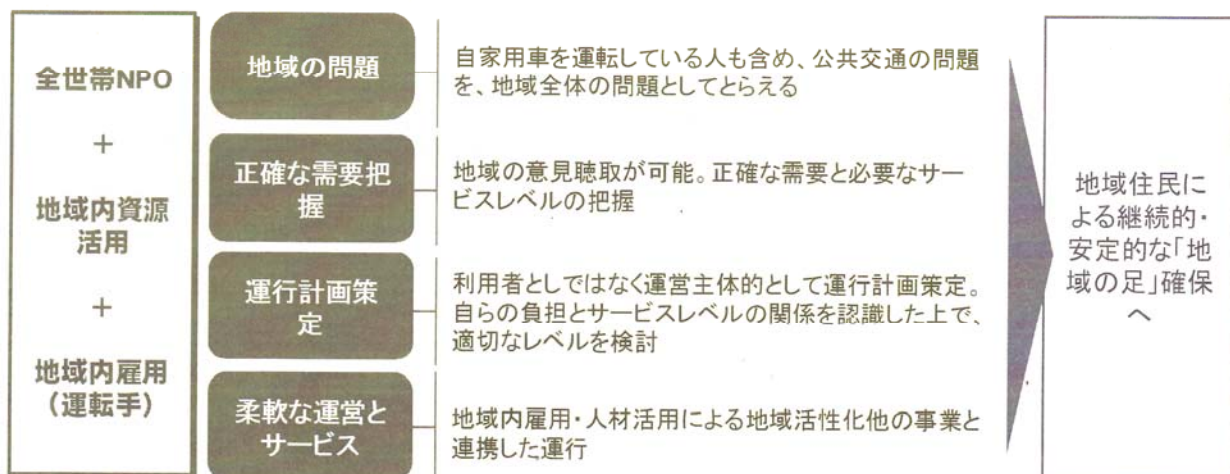 全世帯NPO
+
地域内資源
活用
+
地域内雇用
(運転手)
地域の問題
自家用車を運転している人も含め、公共交通の問題
を、地域全体の問題としてとらえる
正確な需要把
握
地域の意見聴取が可能。正確な需要と必要なサー
ビスレベルの把握
運行計画策
定
利用者としてではなく運営主体的として運行計画策定。
自らの負担とサービスレベルの関係を認識した上で、
適切なレベルを検討
柔軟な運営と
サービス
地域内雇用・人材活用による地域活性化他の事業と
連携した運行
地域住民に
よる継続的・
安定的な「地
域の足」確保
へ